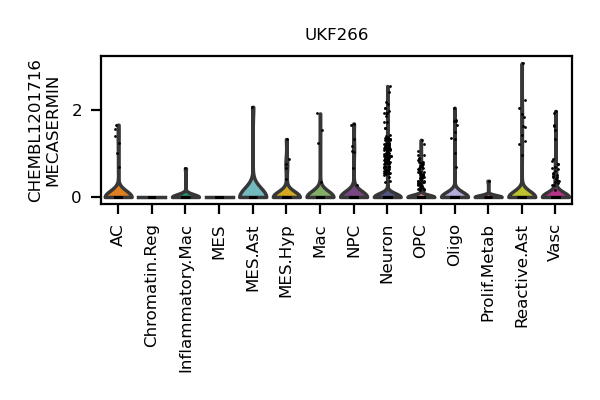 UKF266
CHEMBL1201716
MECASERMIN
2
0
AC
Chromatin.Reg
Inflammatory.Mac
MES
MES.Ast
MES.Hyp
Mac
NPC
Neuron
OPC
Oligo
Prolif.Metab
Reactive.Ast
Vasc